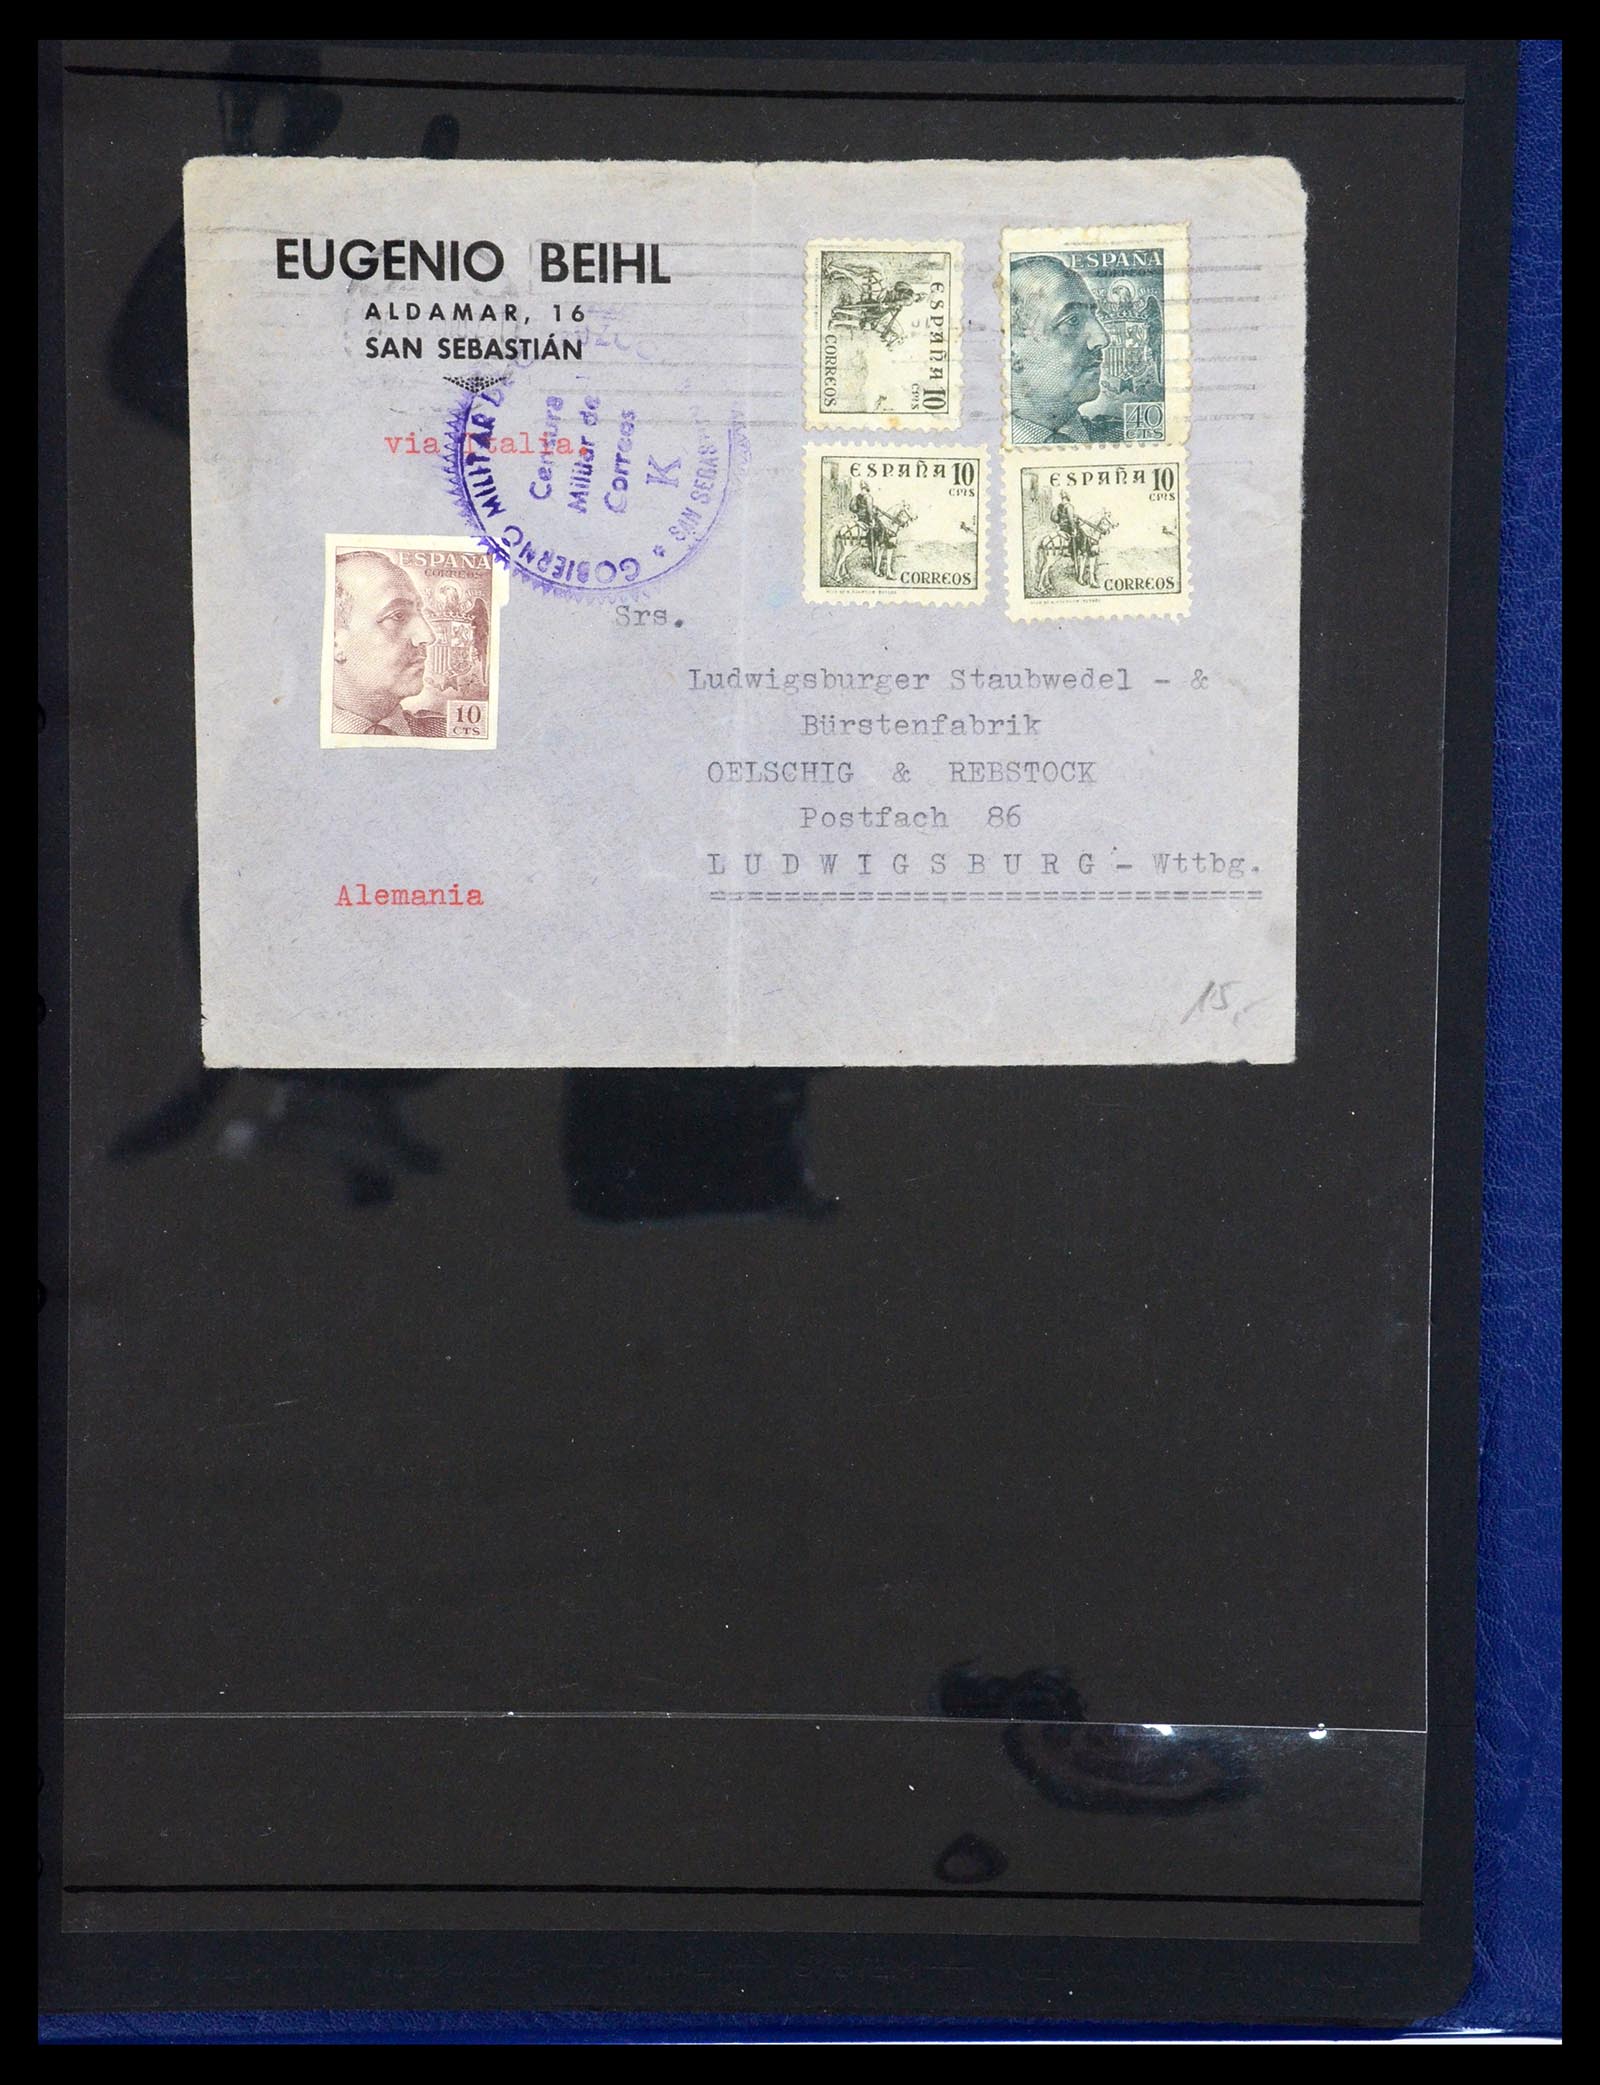 EUGENIO BEIHL
ALDAMAR, 16
SAN SEBASTIÁN
via Italia.
GOBIERNO MILITAR
Censura
Militar de
Correos
K
SAN SEBAST
ESPAÑA 10
CTS
CORREOS
ESPAÑA
CORREOS
40
CTS
ESPAÑA 10
CTS
CORREOS
ESPAÑA 10
CTS
CORREOS
ESPAÑA
CORREOS
10
CTS
Srs.
Ludwigsburger Staubwedel - &
Bürstenfabrik
OELSCHIG & REBSTOCK
Postfach 86
LUDWIGSBURG - Wttbg.
Alemania
15,-